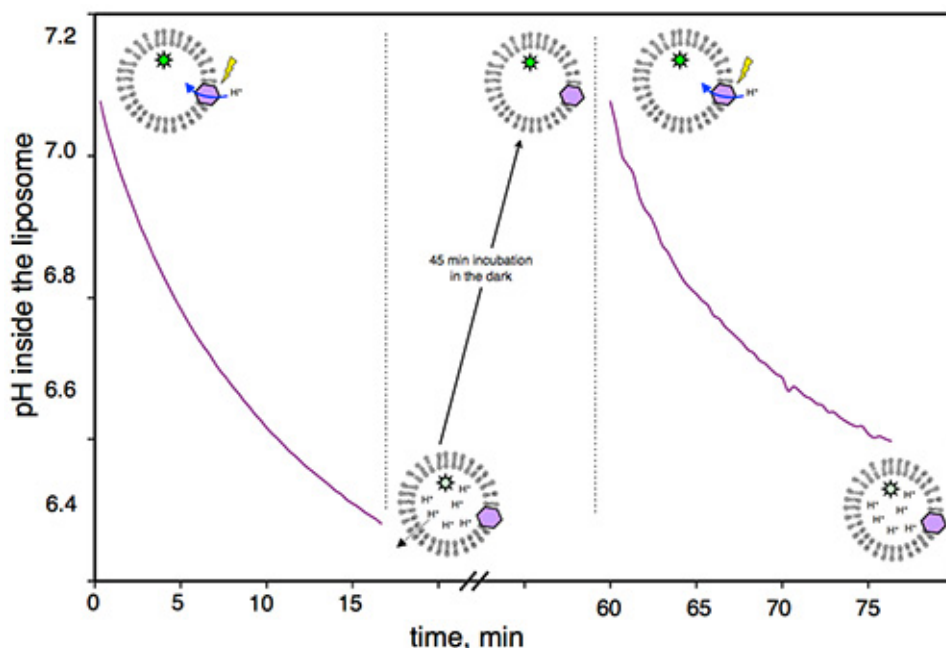 pH inside the liposome
7.2
7.0
6.8
6.6
6.4
H⁺
H⁺
45 min incubation
in the dark
H⁺
H⁺
H⁺
H⁺
H⁺
H⁺
H⁺
H⁺
H⁺
H⁺
H⁺
H⁺
0 5 10 15 60 65 70 75
time, min